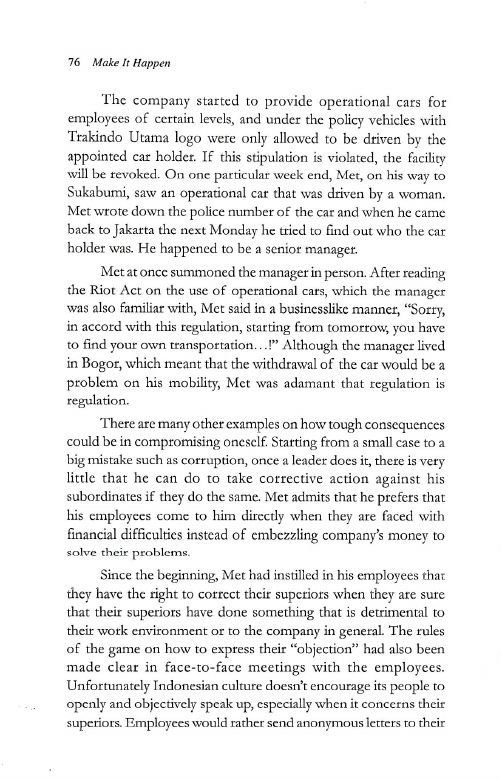 76 Make It Happen
The company started to provide operational cars for
employees of certain levels, and under the policy vehicles with
Trakindo Utama logo were only allowed to be driven by the
appointed car holder. If this stipulation is violated, the facility
will be revoked. On one particular week end, Met, on his way to
Sukabumi, saw an operational car that was driven by a woman.
Met wrote down the police number of the car and when he came
back to Jakarta the next Monday he tried to find out who the car
holder was. He happened to be a senior manager.
Met at once summoned the manager in person. After reading
the Riot Act on the use of operational cars, which the manager
was also familiar with, Met said in a businesslike manner, “Sorry,
in accord with this regulation, starting from tomorrow, you have
to find your own transportation…!” Although the manager lived
in Bogor, which meant that the withdrawal of the car would be a
problem on his mobility, Met was adamant that regulation is
regulation.
There are many other examples on how tough consequences
could be in compromising oneself. Starting from a small case to a
big mistake such as corruption, once a leader does it, there is very
little that he can do to take corrective action against his
subordinates if they do the same. Met admits that he prefers that
his employees come to him directly when they are faced with
financial difficulties instead of embezzling company’s money to
solve their problems.
Since the beginning, Met had instilled in his employees that
they have the right to correct their superiors when they are sure
that their superiors have done something that is detrimental to
their work environment or to the company in general. The rules
of the game on how to express their “objection” had also been
made clear in face-to-face meetings with the employees.
Unfortunately Indonesian culture doesn’t encourage its people to
openly and objectively speak up, especially when it concerns their
superiors. Employees would rather send anonymous letters to their